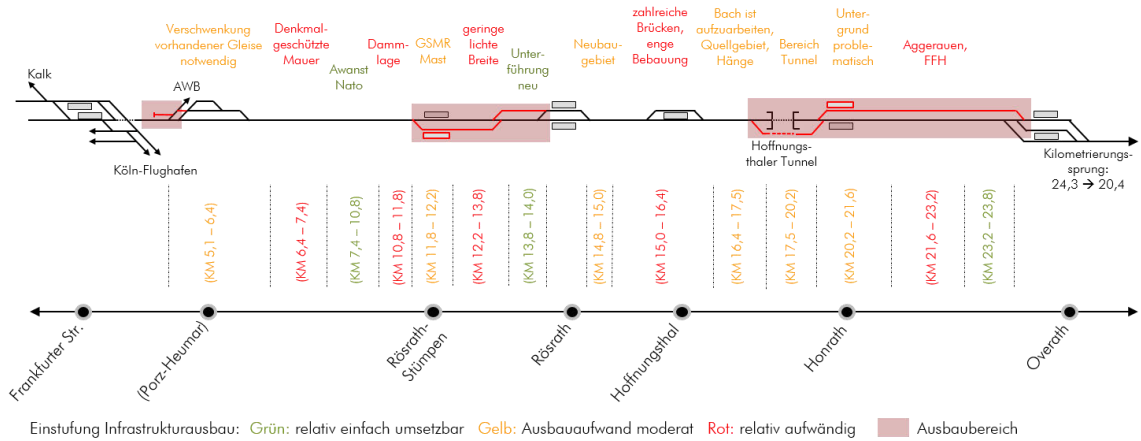 Verschwenkung
vorhandener Gleise
notwendig
Denkmal-
geschützte
Mauer
Awanst
Nato
Damm-
lage
GSMR
Mast
geringe
lichte
Breite
Unter-
führung
neu
Neubau-
gebiet
zahlreiche
Brücken,
enge
Bebauung
Bach ist
aufzuarbeiten,
Quellgebiet,
Hänge
Bereich
Tunnel
Unter-
grund
proble-
matisch
Aggerauen,
FFH
Kalk
AWB
Köln-Flughafen
Hoffnungs-
thaler Tunnel
Kilometrierungs-
sprung:
24,3 → 20,4
(KM 5,1 – 6,4)
(KM 6,4 – 7,4)
(KM 7,4 – 10,8)
(KM 10,8 – 11,8)
(KM 11,8 – 12,2)
(KM 12,2 – 13,8)
(KM 13,8 – 14,0)
(KM 14,8 – 15,0)
(KM 15,0 – 16,4)
(KM 16,4 – 17,5)
(KM 17,5 – 20,2)
(KM 20,2 – 21,6)
(KM 21,6 – 23,2)
(KM 23,2 – 23,8)
Frankfurter Str.
(Porz-Heumar)
Rösrath-
Stümpen
Rösrath
Hoffnungsthal
Honrath
Overath
Einstufung Infrastrukturausbau: Grün: relativ einfach umsetzbar Gelb: Ausbauaufwand moderat Rot: relativ aufwändig Ausbaubereich